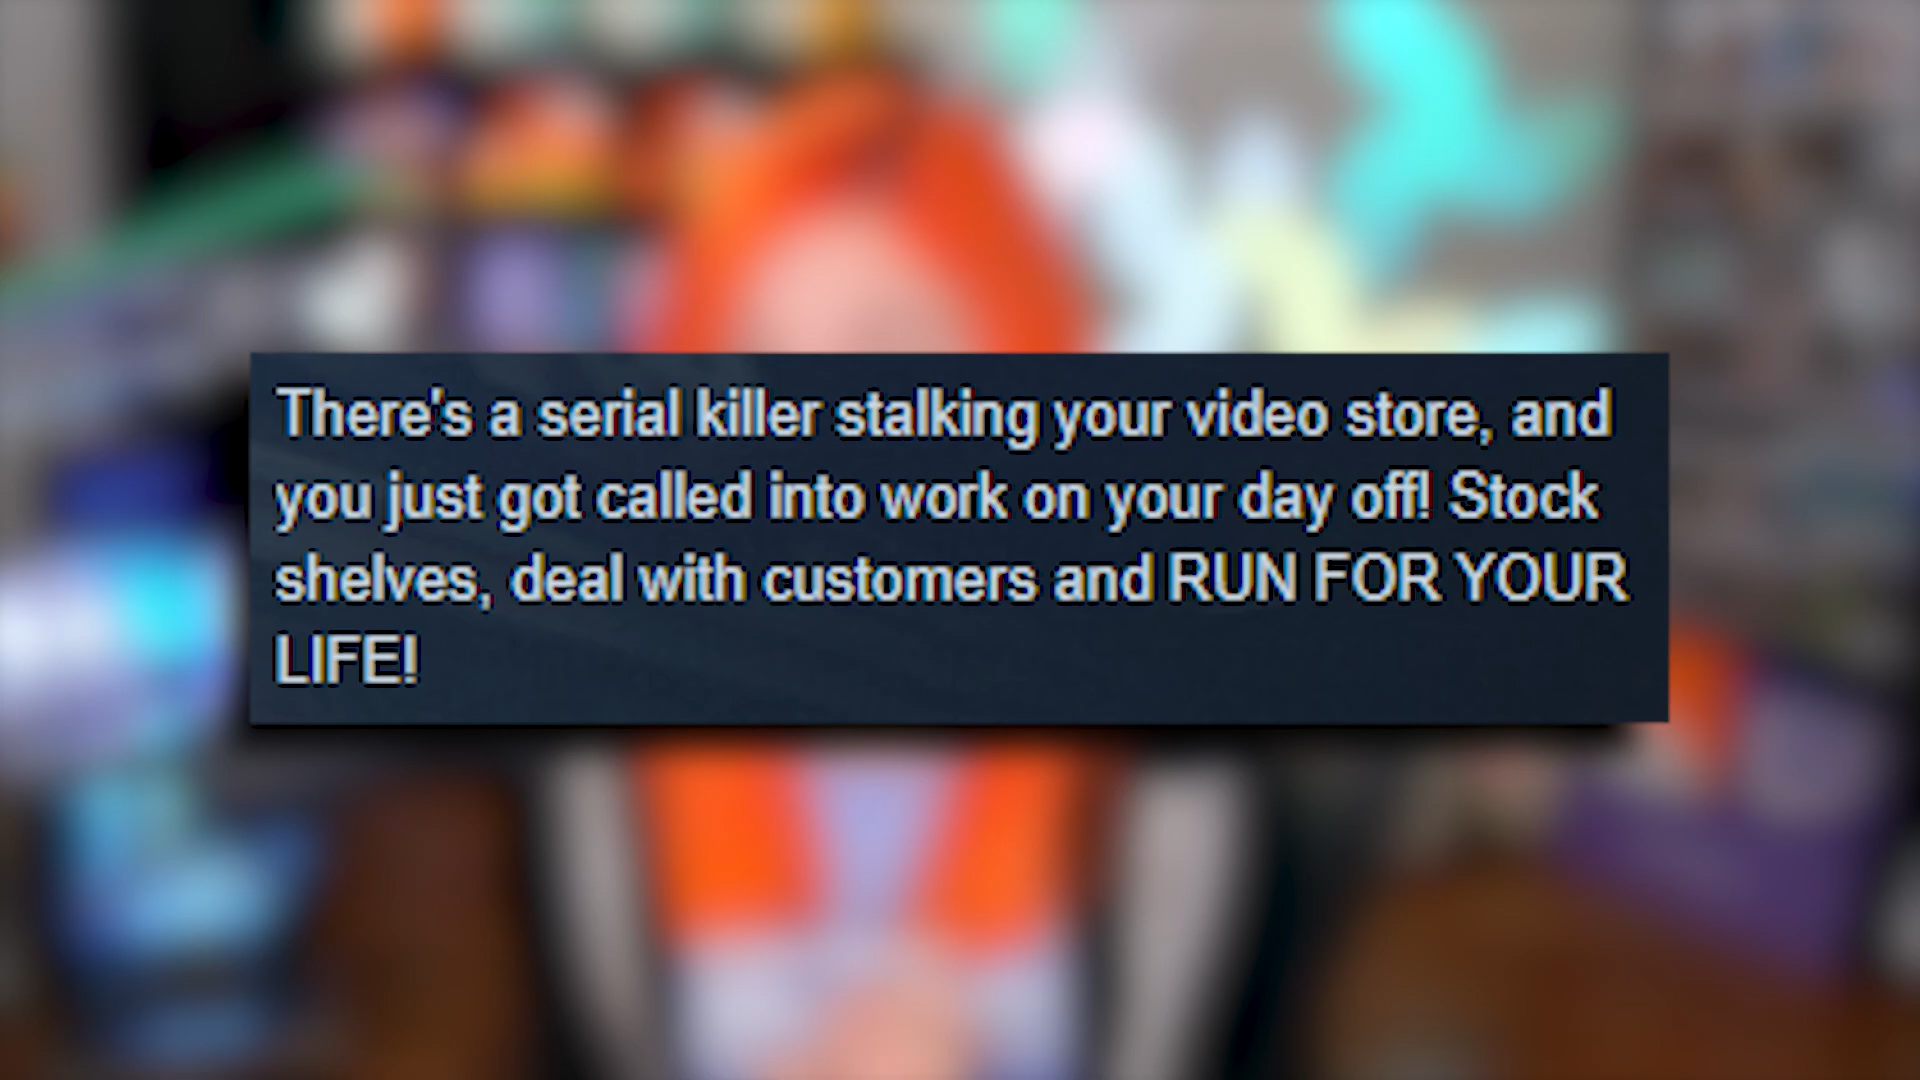 There's a serial killer stalking your video store, and
you just got called into work on your day off! Stock
shelves, deal with customers and RUN FOR YOUR
LIFE!